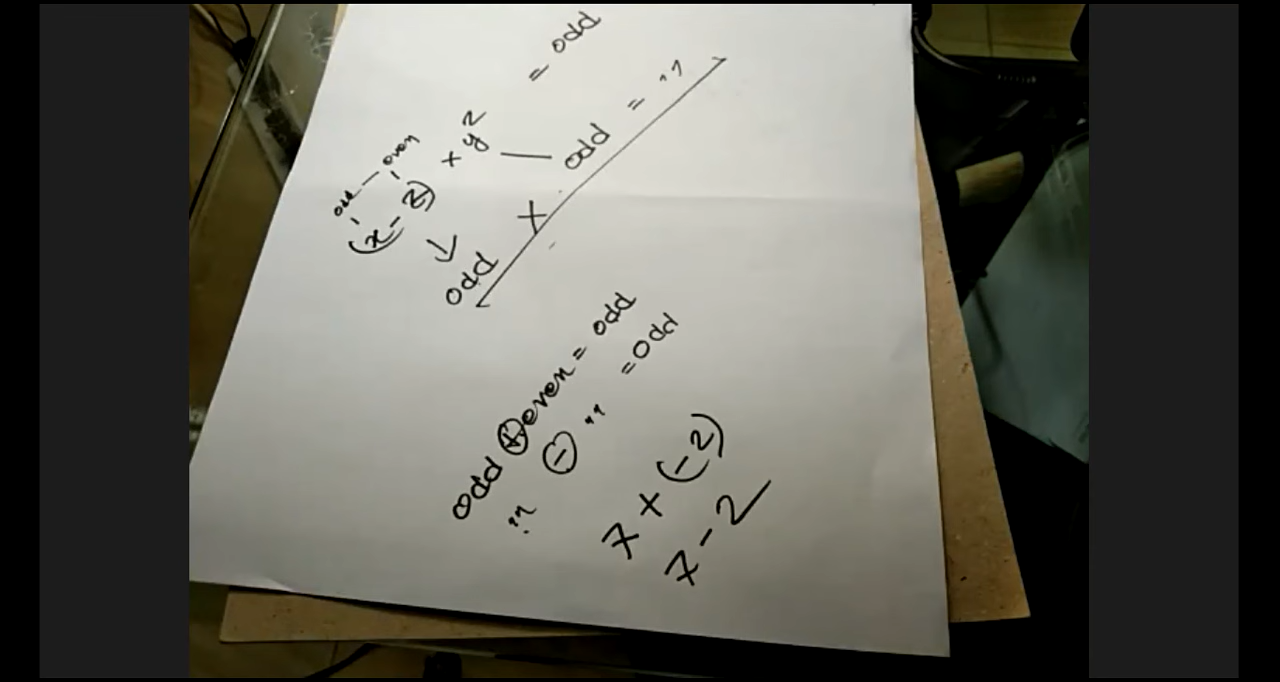 odd - even
(x - 2) × y² = odd
odd × odd = ,,
odd + even = odd
,, - ,, = odd
7 + (-2)
7 - 2